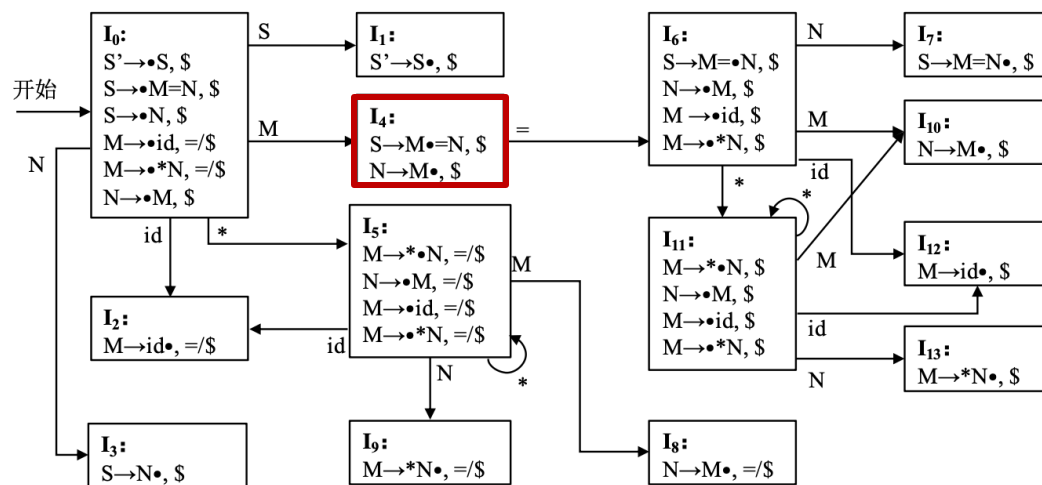 I₀:
S’→•S, $
S→•M=N, $
S→•N, $
M→•id, =/$
M→•*N, =/$
N→•M, $
S
I₁:
S’→S•, $
开始
M
I₄:
S→M•=N, $
N→M•, $
=
I₆:
S→M=•N, $
N→•M, $
M →•id, $
M→•*N, $
N
I₇:
S→M=N•, $
M
I₁₀:
N→M•, $
id
*
*
N
id
*
I₅:
M→*•N, =/$
N→•M, =/$
M→•id, =/$
M→•*N, =/$
M
I₁₁:
M→*•N, $
N→•M, $
M→•id, $
M→•*N, $
M
id
N
I₁₂:
M→id•, $
I₂:
M→id•, =/$
id
*
N
I₁₃:
M→*N•, $
I₃:
S→N•, $
I₉:
M→*N•, =/$
I₈:
N→M•, =/$